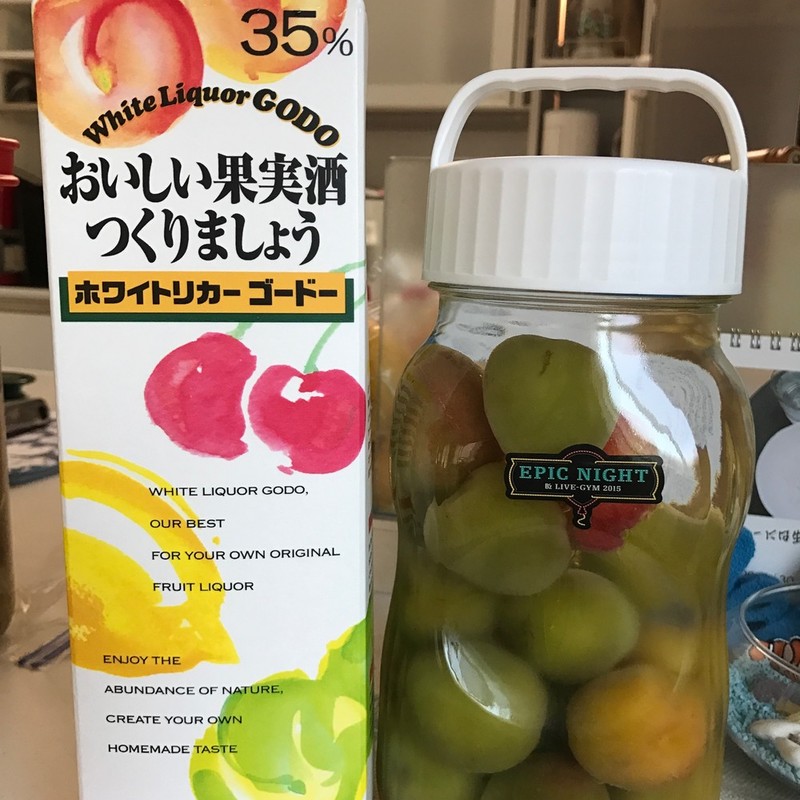 35%
White Liquor GODO
おいしい果実酒
つくりましょう
ホワイトリカー ゴードー
WHITE LIQUOR GODO,
OUR BEST
FOR YOUR OWN ORIGINAL
FRUIT LIQUOR
ENJOY THE
ABUNDANCE OF NATURE,
CREATE YOUR OWN
HOMEMADE TASTE
EPIC NIGHT
LIVE-GYM 2015